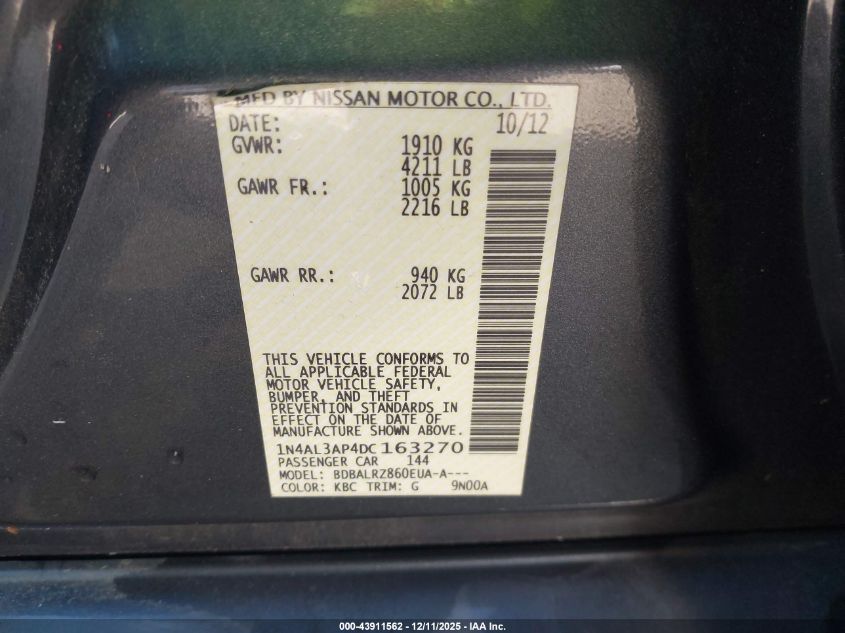 MFD BY NISSAN MOTOR CO., LTD.
DATE: 10/12
GVWR: 1910 KG
4211 LB
GAWR FR.: 1005 KG
2216 LB
GAWR RR.: 940 KG
2072 LB
THIS VEHICLE CONFORMS TO
ALL APPLICABLE FEDERAL
MOTOR VEHICLE SAFETY,
BUMPER, AND THEFT
PREVENTION STANDARDS IN
EFFECT ON THE DATE OF
MANUFACTURE SHOWN ABOVE.
1N4AL3AP4DC163270
PASSENGER CAR 144
MODEL: BDBALRZ860EUA-A---
COLOR: KBC TRIM: G 9N00A
000-43911562 - 12/11/2025 - IAA Inc.